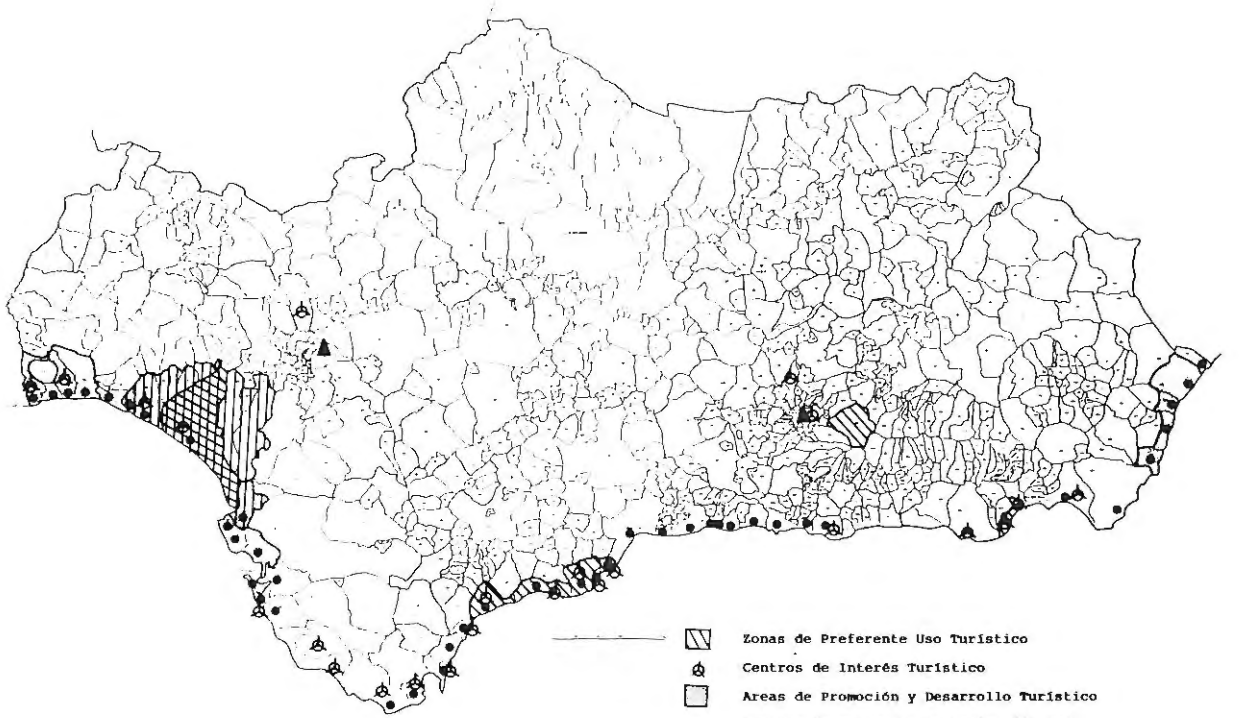 Zonas de Preferente Uso Turístico
Centros de Interés Turístico
Areas de Promoción y Desarrollo Turístico